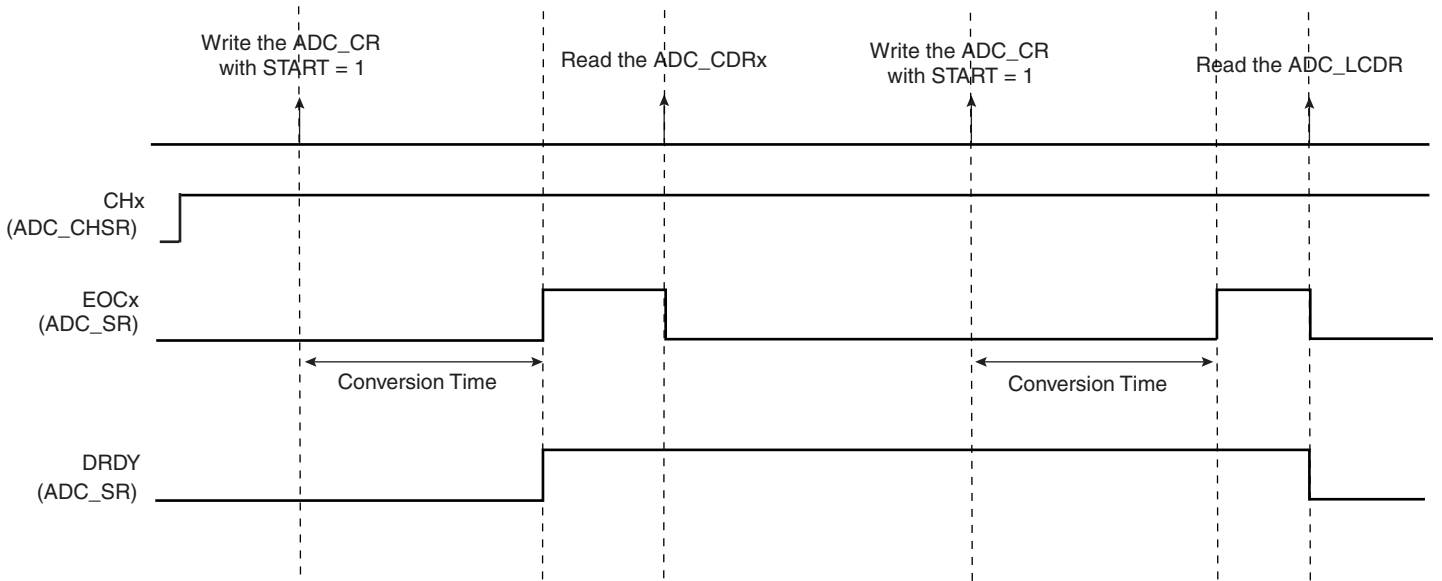 Write the ADC_CR
with START = 1
Read the ADC_CDRx
Write the ADC_CR
with START = 1
Read the ADC_LCDR
CHx
(ADC_CHSR)
EOCx
(ADC_SR)
Conversion Time
Conversion Time
DRDY
(ADC_SR)